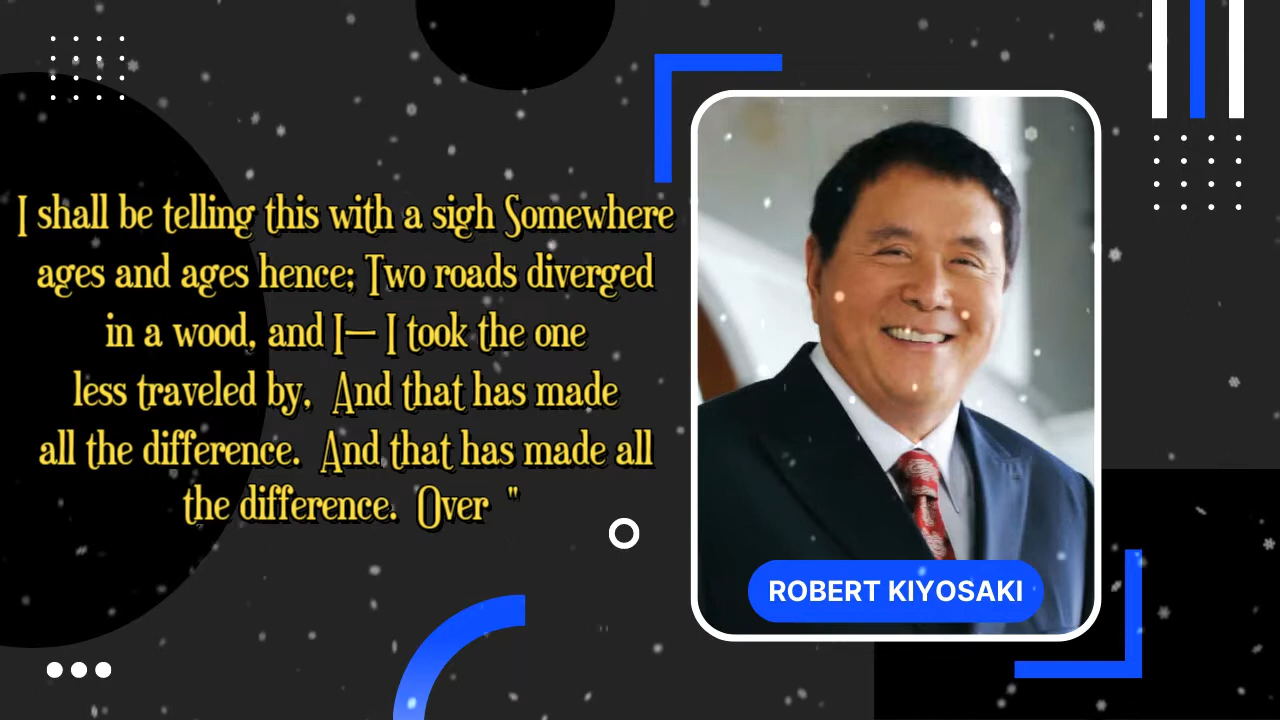 I shall be telling this with a sigh Somewhere
ages and ages hence; Two roads diverged
in a wood, and I— I took the one
less traveled by,  And that has made
all the difference.  And that has made all
the difference.  Over  "
ROBERT KIYOSAKI